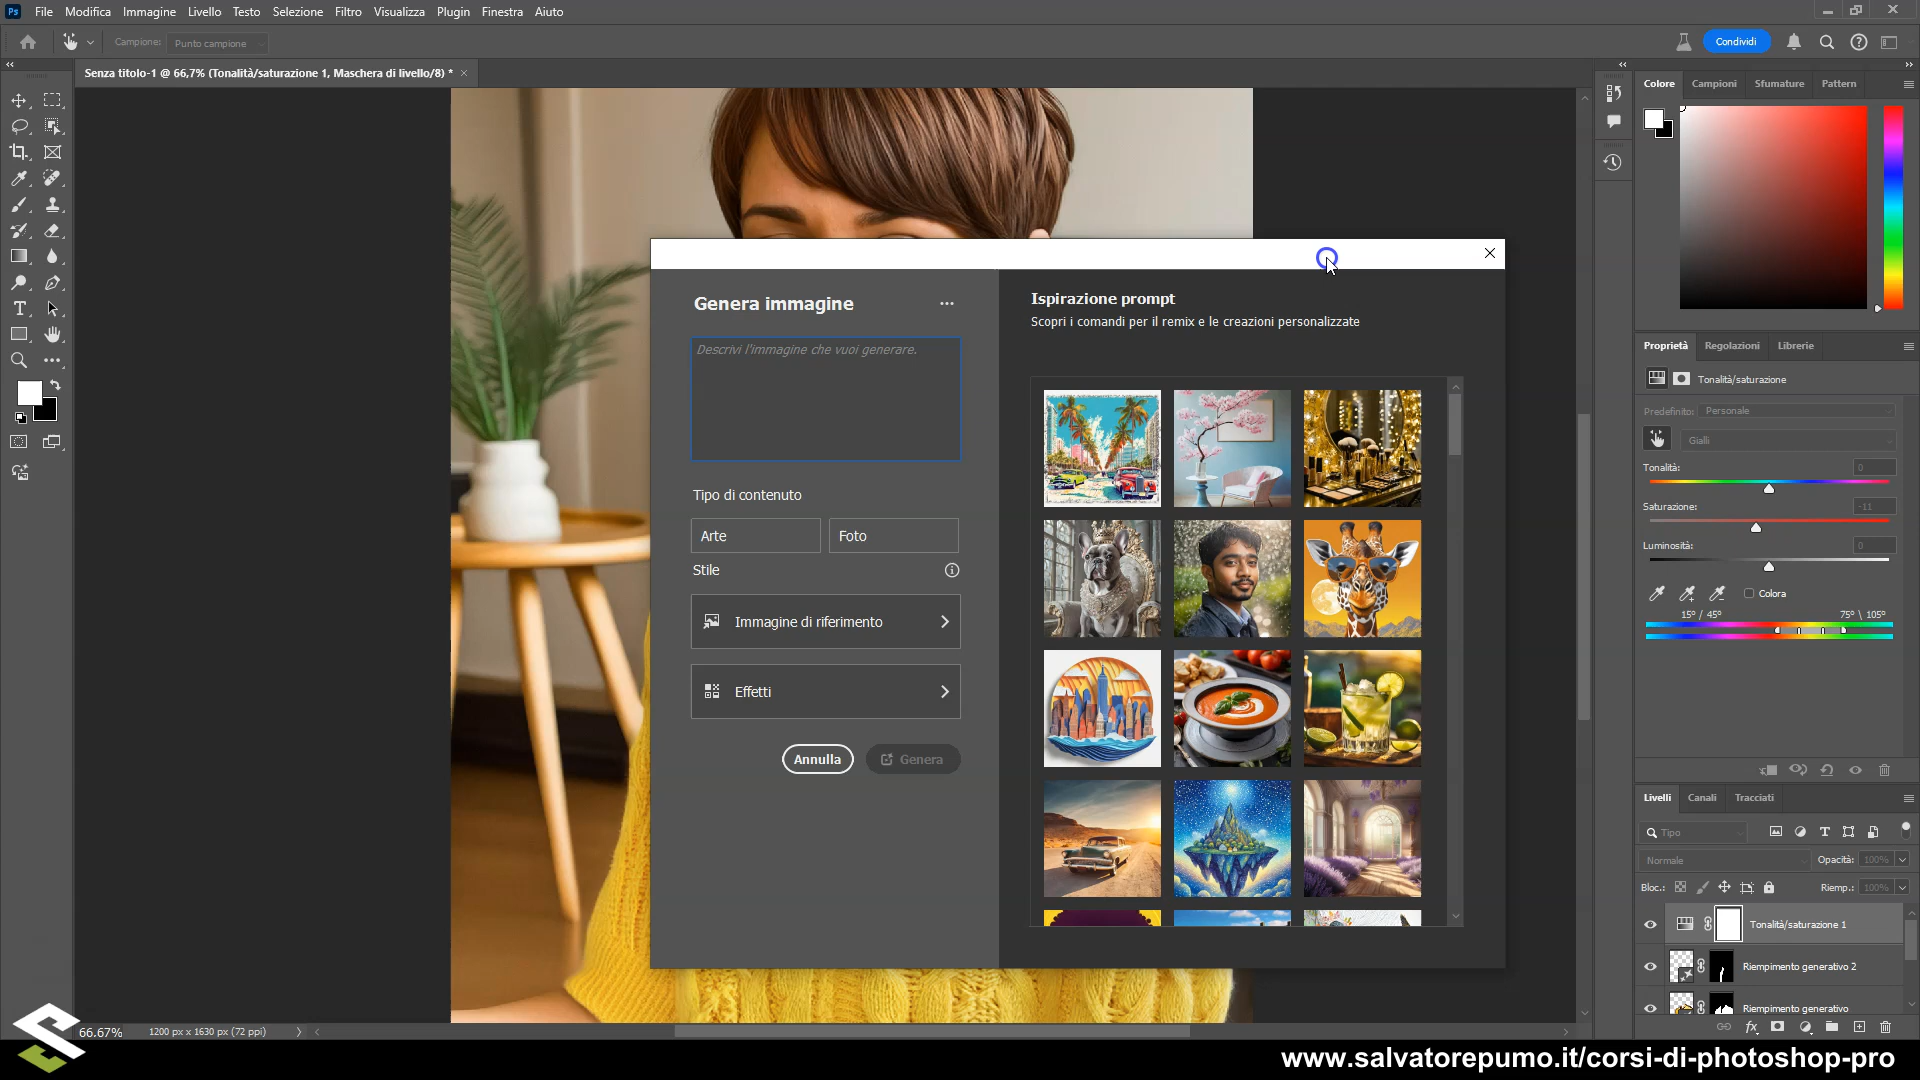 Ps File Modifica Immagine Livello Testo Selezione Filtro Visualizza Plugin Finestra Aiuto
Campione: Punto campione
Condividi
Senza titolo-1 @ 66,7% (Tonalità/saturazione 1, Maschera di livello/8) *
Colore Campioni Sfumature Pattern
Genera immagine
Descrivi l'immagine che vuoi generare.
Tipo di contenuto
Arte Foto
Stile
Immagine di riferimento
Effetti
Annulla Genera
Ispirazione prompt
Scopri i comandi per il remix e le creazioni personalizzate
Proprietà Regolazioni Librerie
Tonalità/saturazione
Predefinito: Personale
Gialli
Tonalità: 0
Saturazione: -11
Luminosità: 0
Colora
15º / 45º 75º \ 105º
Livelli Canali Tracciati
Tipo
Normale Opacità: 100%
Bloc.: Riemp.: 100%
Tonalità/saturazione 1
Riempimento generativo 2
Riempimento generativo
66.67% 1200 px x 1630 px (72 ppi)
www.salvatorepumo.it/corsi-di-photoshop-pro